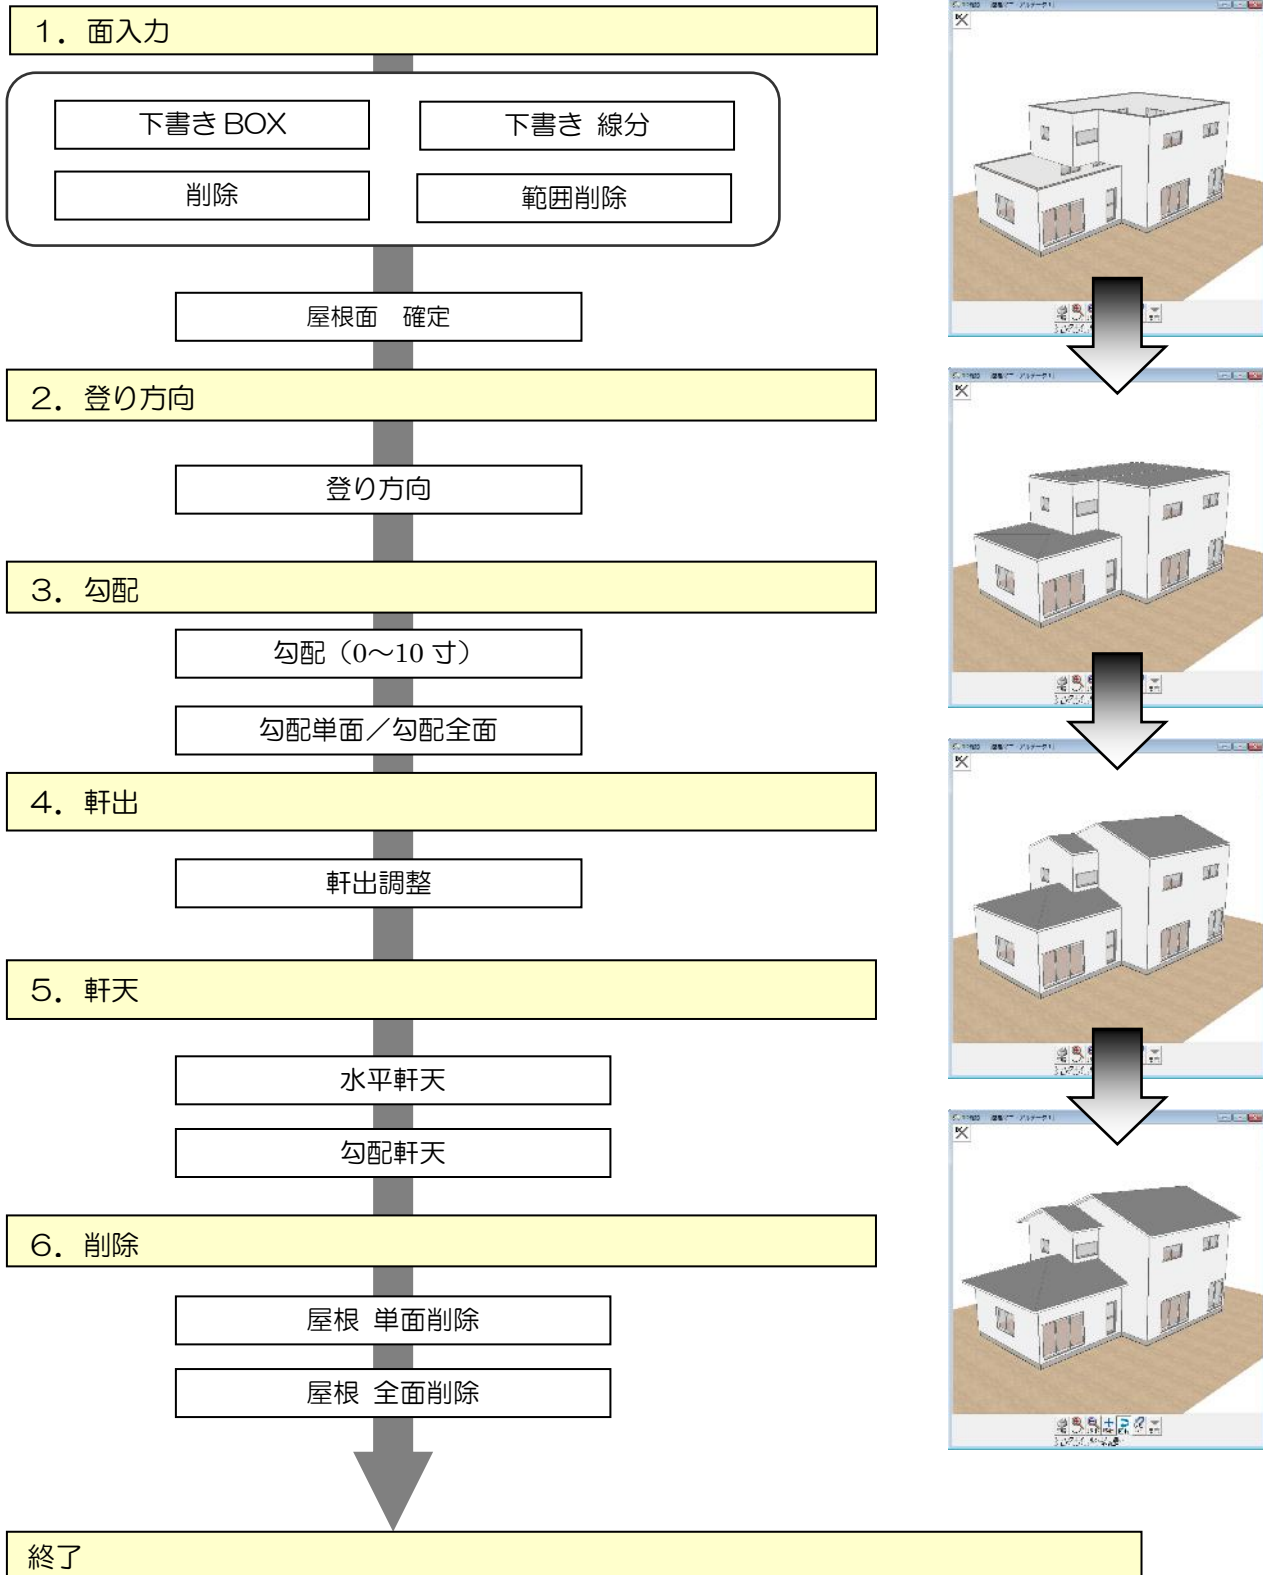 １．面入力
下書き BOX
下書き 線分
削除
範囲削除
屋根面　確定
２．登り方向
登り方向
３．勾配
勾配（0～10 寸）
勾配単面／勾配全面
４．軒出
軒出調整
５．軒天
水平軒天
勾配軒天
６．削除
屋根 単面削除
屋根 全面削除
終了